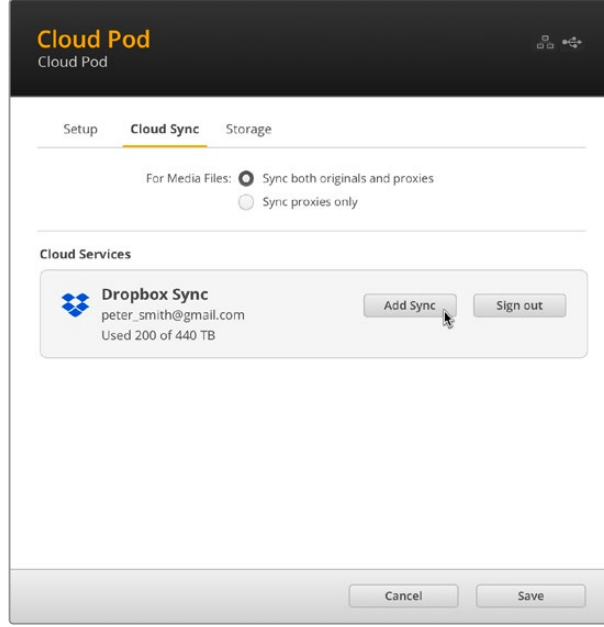 Cloud Pod
Cloud Pod
Setup Cloud Sync Storage
For Media Files: Sync both originals and proxies
Sync proxies only
Cloud Services
Dropbox Sync
peter_smith@gmail.com
Used 200 of 440 TB
Add Sync Sign out
Cancel Save